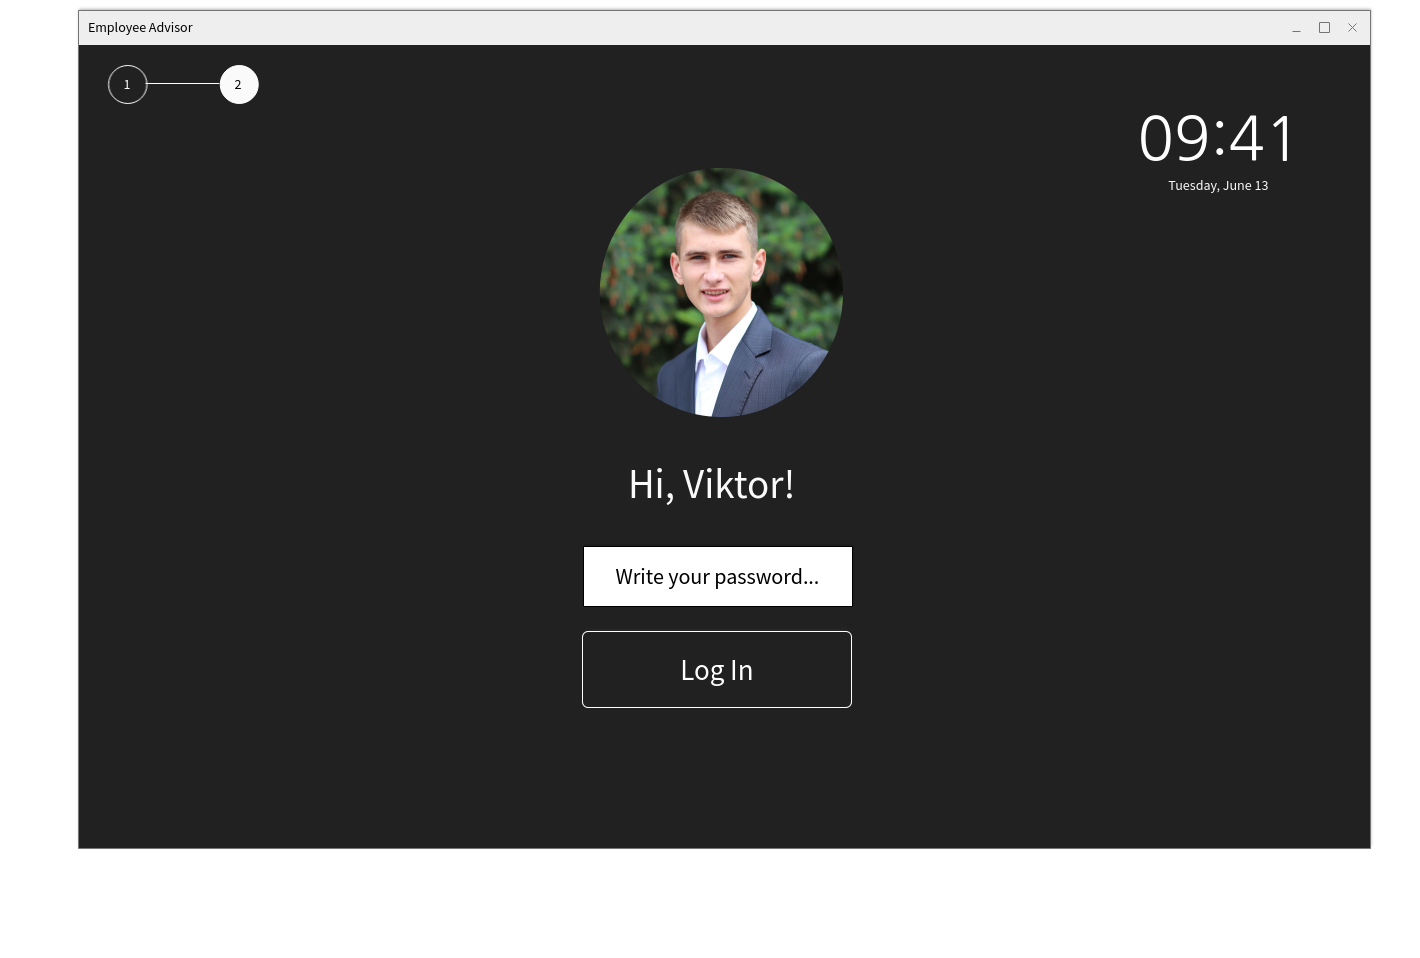 Employee Advisor
1
2
09:41
Tuesday, June 13
Hi, Viktor!
Write your password...
Log In